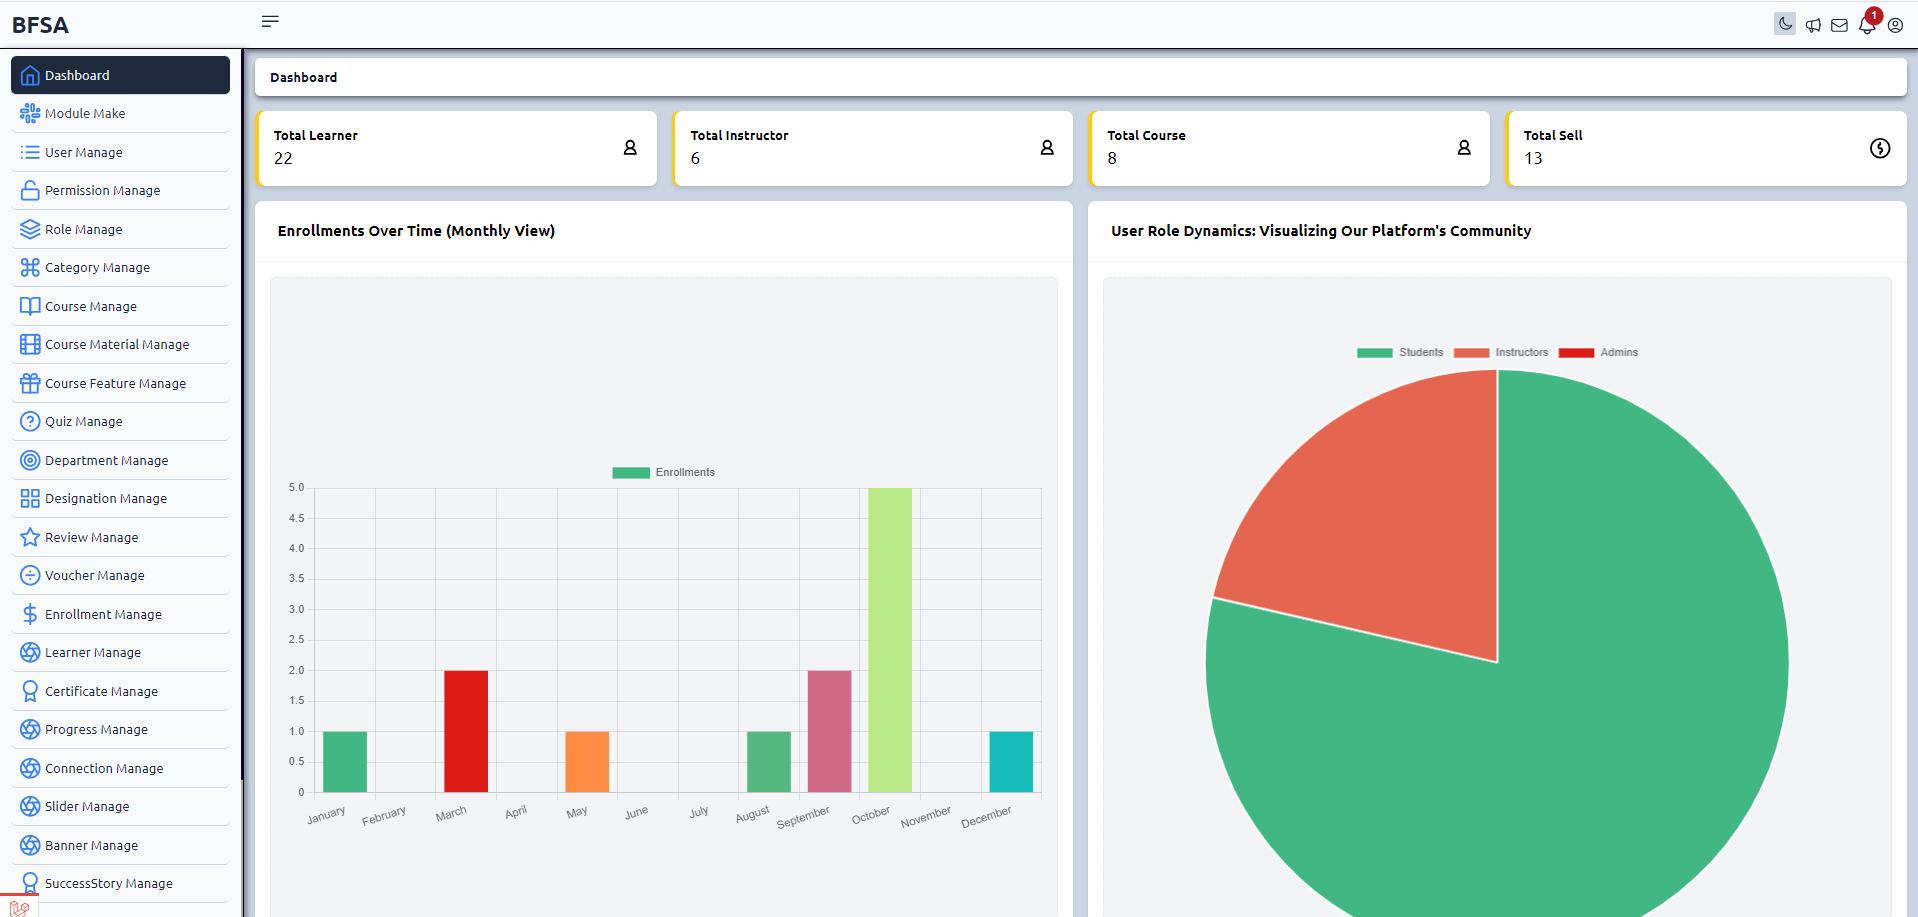 BFSA
1
Dashboard
Module Make
User Manage
Permission Manage
Role Manage
Category Manage
Course Manage
Course Material Manage
Course Feature Manage
Quiz Manage
Department Manage
Designation Manage
Review Manage
Voucher Manage
Enrollment Manage
Learner Manage
Certificate Manage
Progress Manage
Connection Manage
Slider Manage
Banner Manage
SuccessStory Manage
Dashboard
Total Learner
22
Total Instructor
6
Total Course
8
Total Sell
13
Enrollments Over Time (Monthly View)
Enrollments
5.0
4.5
4.0
3.5
3.0
2.5
2.0
1.5
1.0
0.5
0
January February March April May June July August September October November December
User Role Dynamics: Visualizing Our Platform's Community
Students Instructors Admins